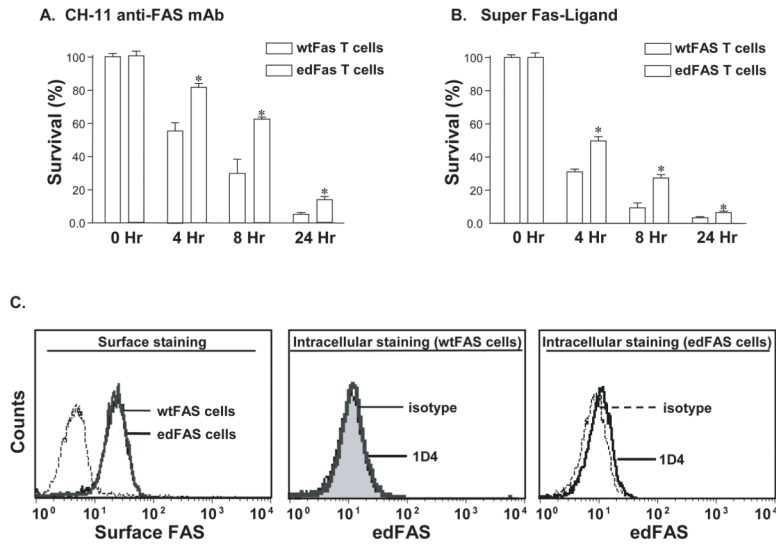 A. CH-11 anti-FAS mAb
Survival (%)
100
80
60
40
20
0.0
wtFas T cells
edFas T cells
*
*
*
0 Hr 4 Hr 8 Hr 24 Hr
B. Super Fas-Ligand
Survival (%)
100
80
60
40
20
0.0
wtFAS T cells
edFAS T cells
*
*
*
0 Hr 4 Hr 8 Hr 24 Hr
C.
Counts
Surface staining
wtFAS cells
edFAS cells
10⁰ 10¹ 10² 10³ 10⁴
Surface FAS
Intracellular staining (wtFAS cells)
isotype
1D4
10⁰ 10¹ 10² 10³ 10⁴
edFAS
Intracellular staining (edFAS cells)
isotype
1D4
10⁰ 10¹ 10² 10³ 10⁴
edFAS